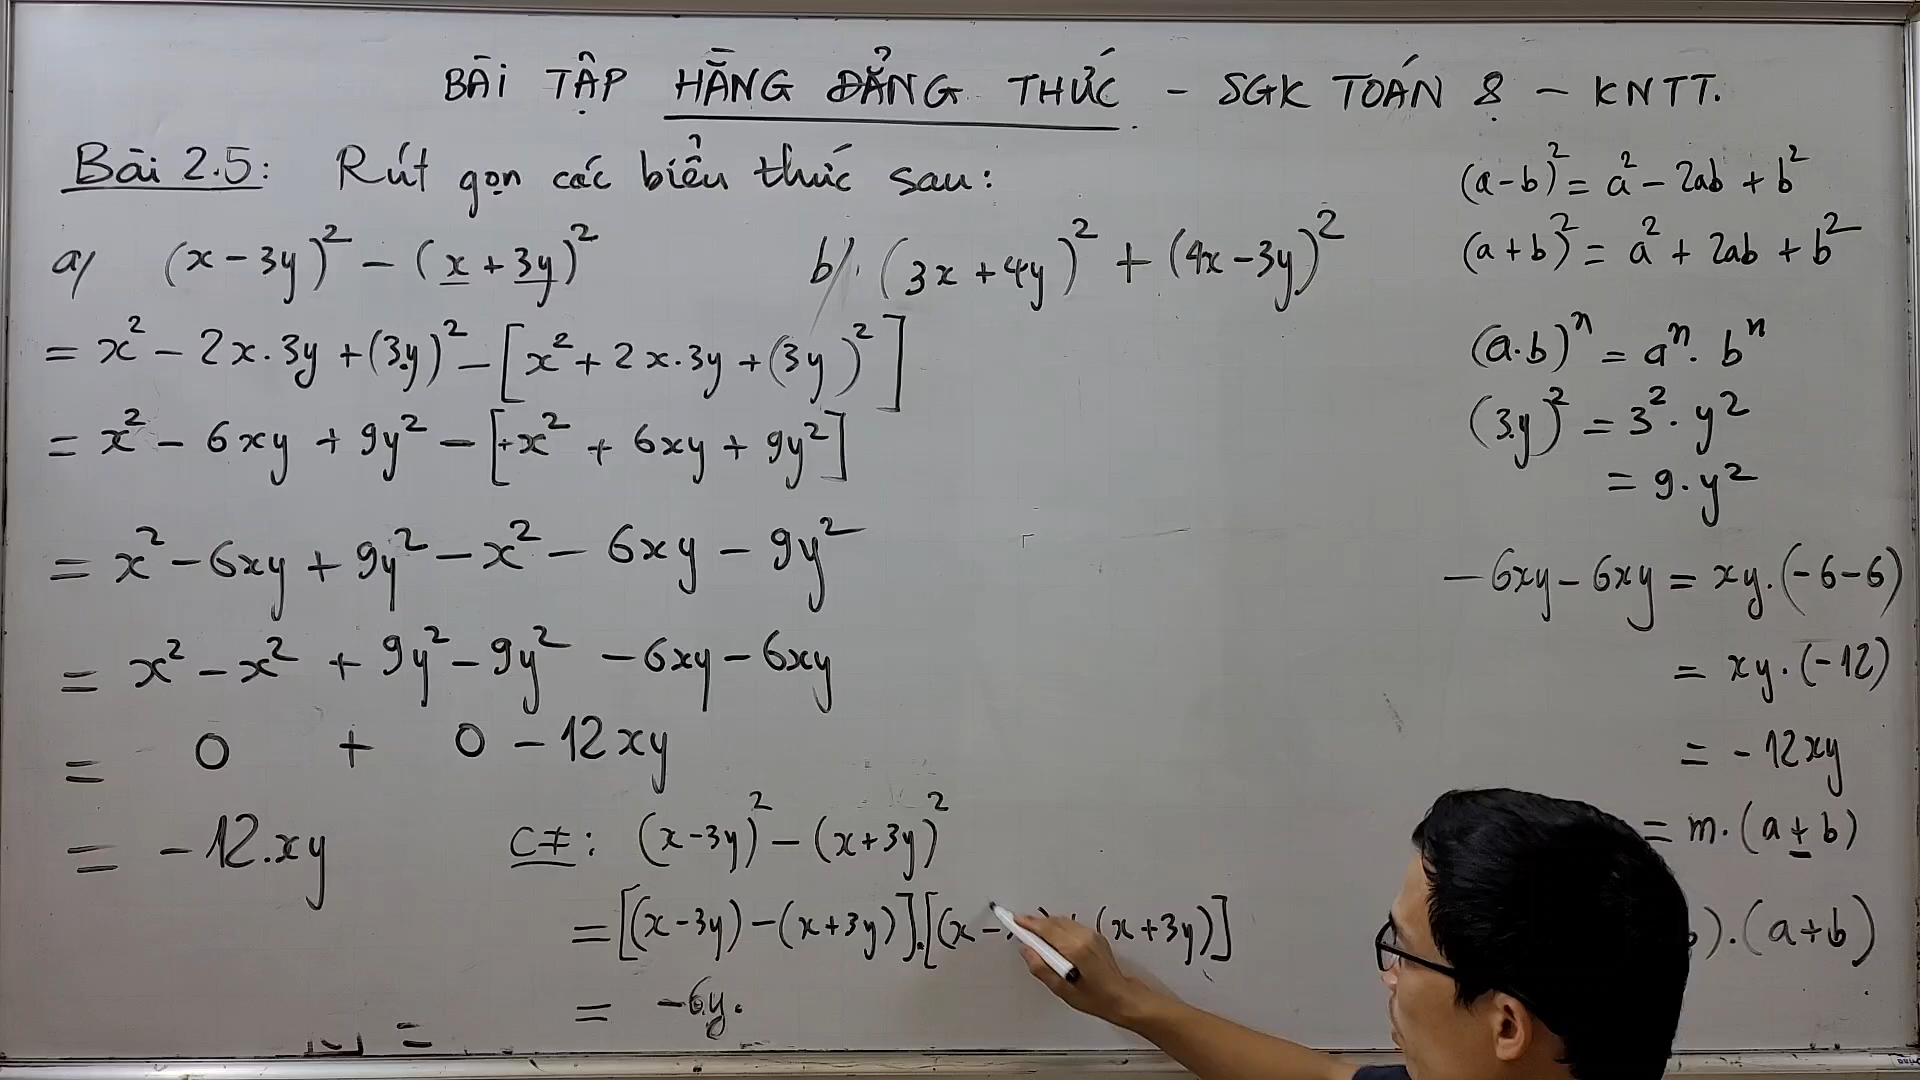 BÀI TẬP HẰNG ĐẲNG THỨC - SGK TOÁN 8 - KNTT.
Bài 2.5: Rút gọn các biểu thức sau:
a/ (x - 3y)² - (x + 3y)²
= x² - 2x.3y + (3.y)² - [x² + 2x.3y + (3y)²]
= x² - 6xy + 9y² - [+x² + 6xy + 9y²]
= x² - 6xy + 9y² - x² - 6xy - 9y²
= x² - x² + 9y² - 9y² - 6xy - 6xy
= 0 + 0 - 12xy
= -12.xy
C≠: (x - 3y)² - (x + 3y)²
= [(x - 3y) - (x + 3y)].[(x - (x + 3y)]
= -6y.
b/. (3x + 4y)² + (4x - 3y)²
(a - b)² = a² - 2ab + b²
(a + b)² = a² + 2ab + b²
(a.b)ⁿ = aⁿ. bⁿ
(3.y)² = 3². y²
= 9. y²
- 6xy - 6xy = xy.(-6-6)
= xy.(-12)
= - 12xy
= m.(a + b)
).(a+b)